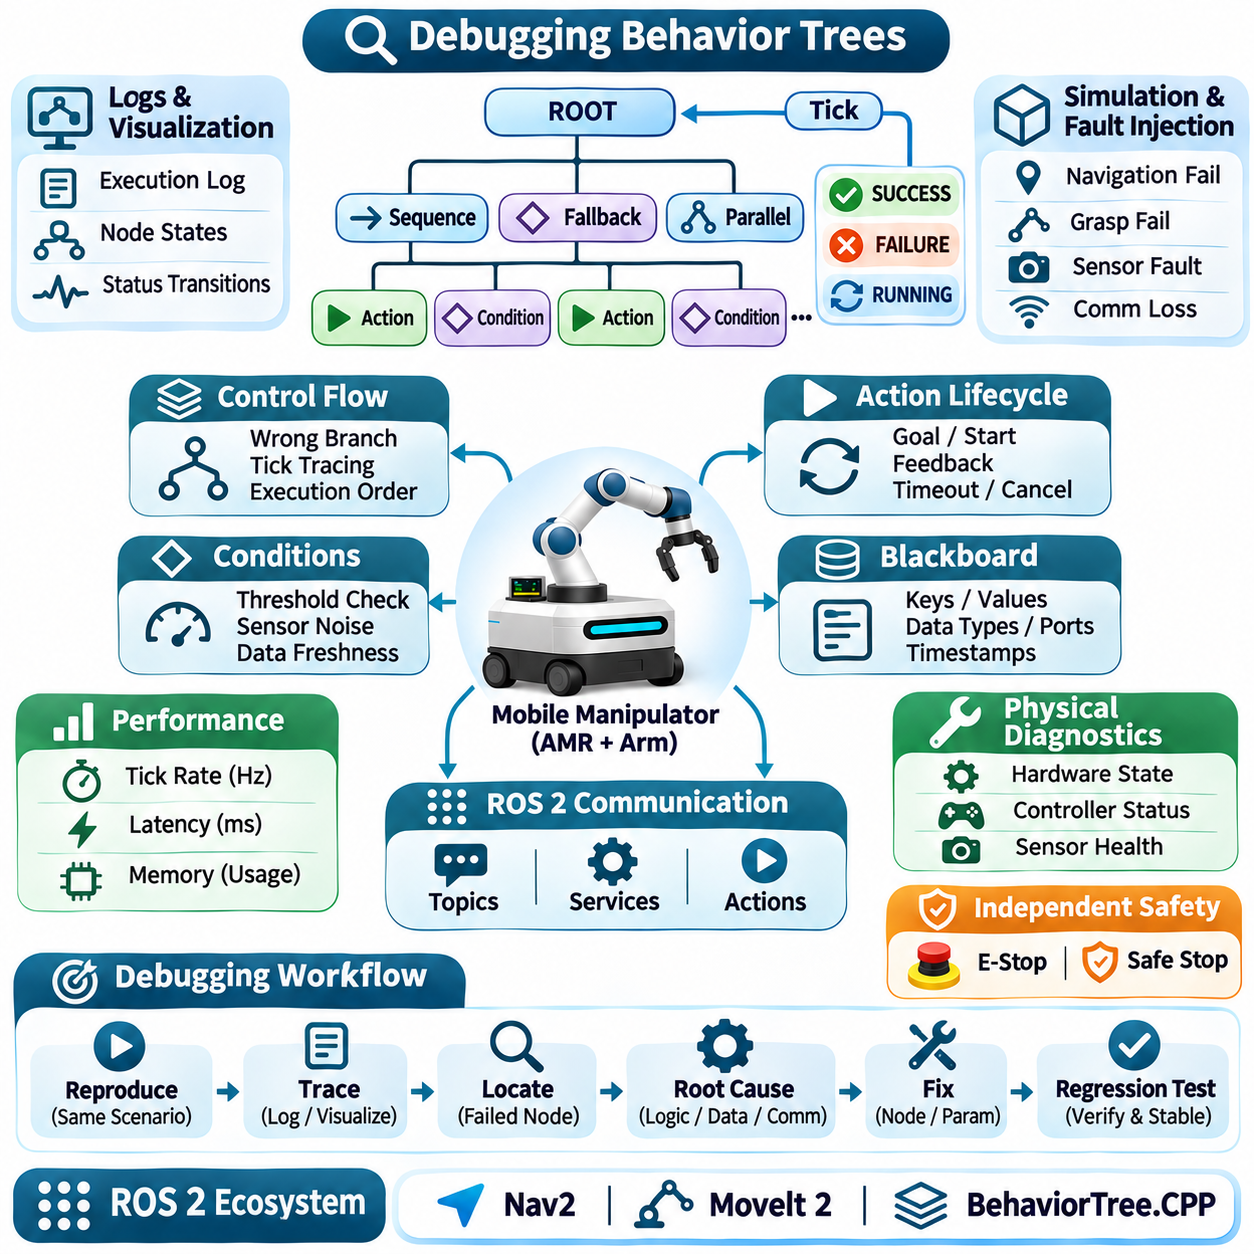 Debugging Behavior Trees
Logs &
Visualization
Execution Log
Node States
Status Transitions
ROOT
Tick
Sequence
Fallback
Parallel
SUCCESS
FAILURE
RUNNING
Action
Condition
Action
Condition
...
Simulation &
Fault Injection
Navigation Fail
Grasp Fail
Sensor Fault
Comm Loss
Control Flow
Wrong Branch
Tick Tracing
Execution Order
Action Lifecycle
Goal / Start
Feedback
Timeout / Cancel
Conditions
Threshold Check
Sensor Noise
Data Freshness
Blackboard
Keys / Values
Data Types / Ports
Timestamps
Mobile Manipulator
(AMR + Arm)
Performance
Tick Rate (Hz)
Latency (ms)
Memory (Usage)
ROS 2 Communication
Topics
Services
Actions
Physical
Diagnostics
Hardware State
Controller Status
Sensor Health
Independent Safety
E-Stop
Safe Stop
Debugging Workflow
Reproduce
(Same Scenario)
Trace
(Log / Visualize)
Locate
(Failed Node)
Root Cause
(Logic / Data / Comm)
Fix
(Node / Param)
Regression Test
(Verify & Stable)
ROS 2 Ecosystem
Nav2
MoveIt 2
BehaviorTree.CPP